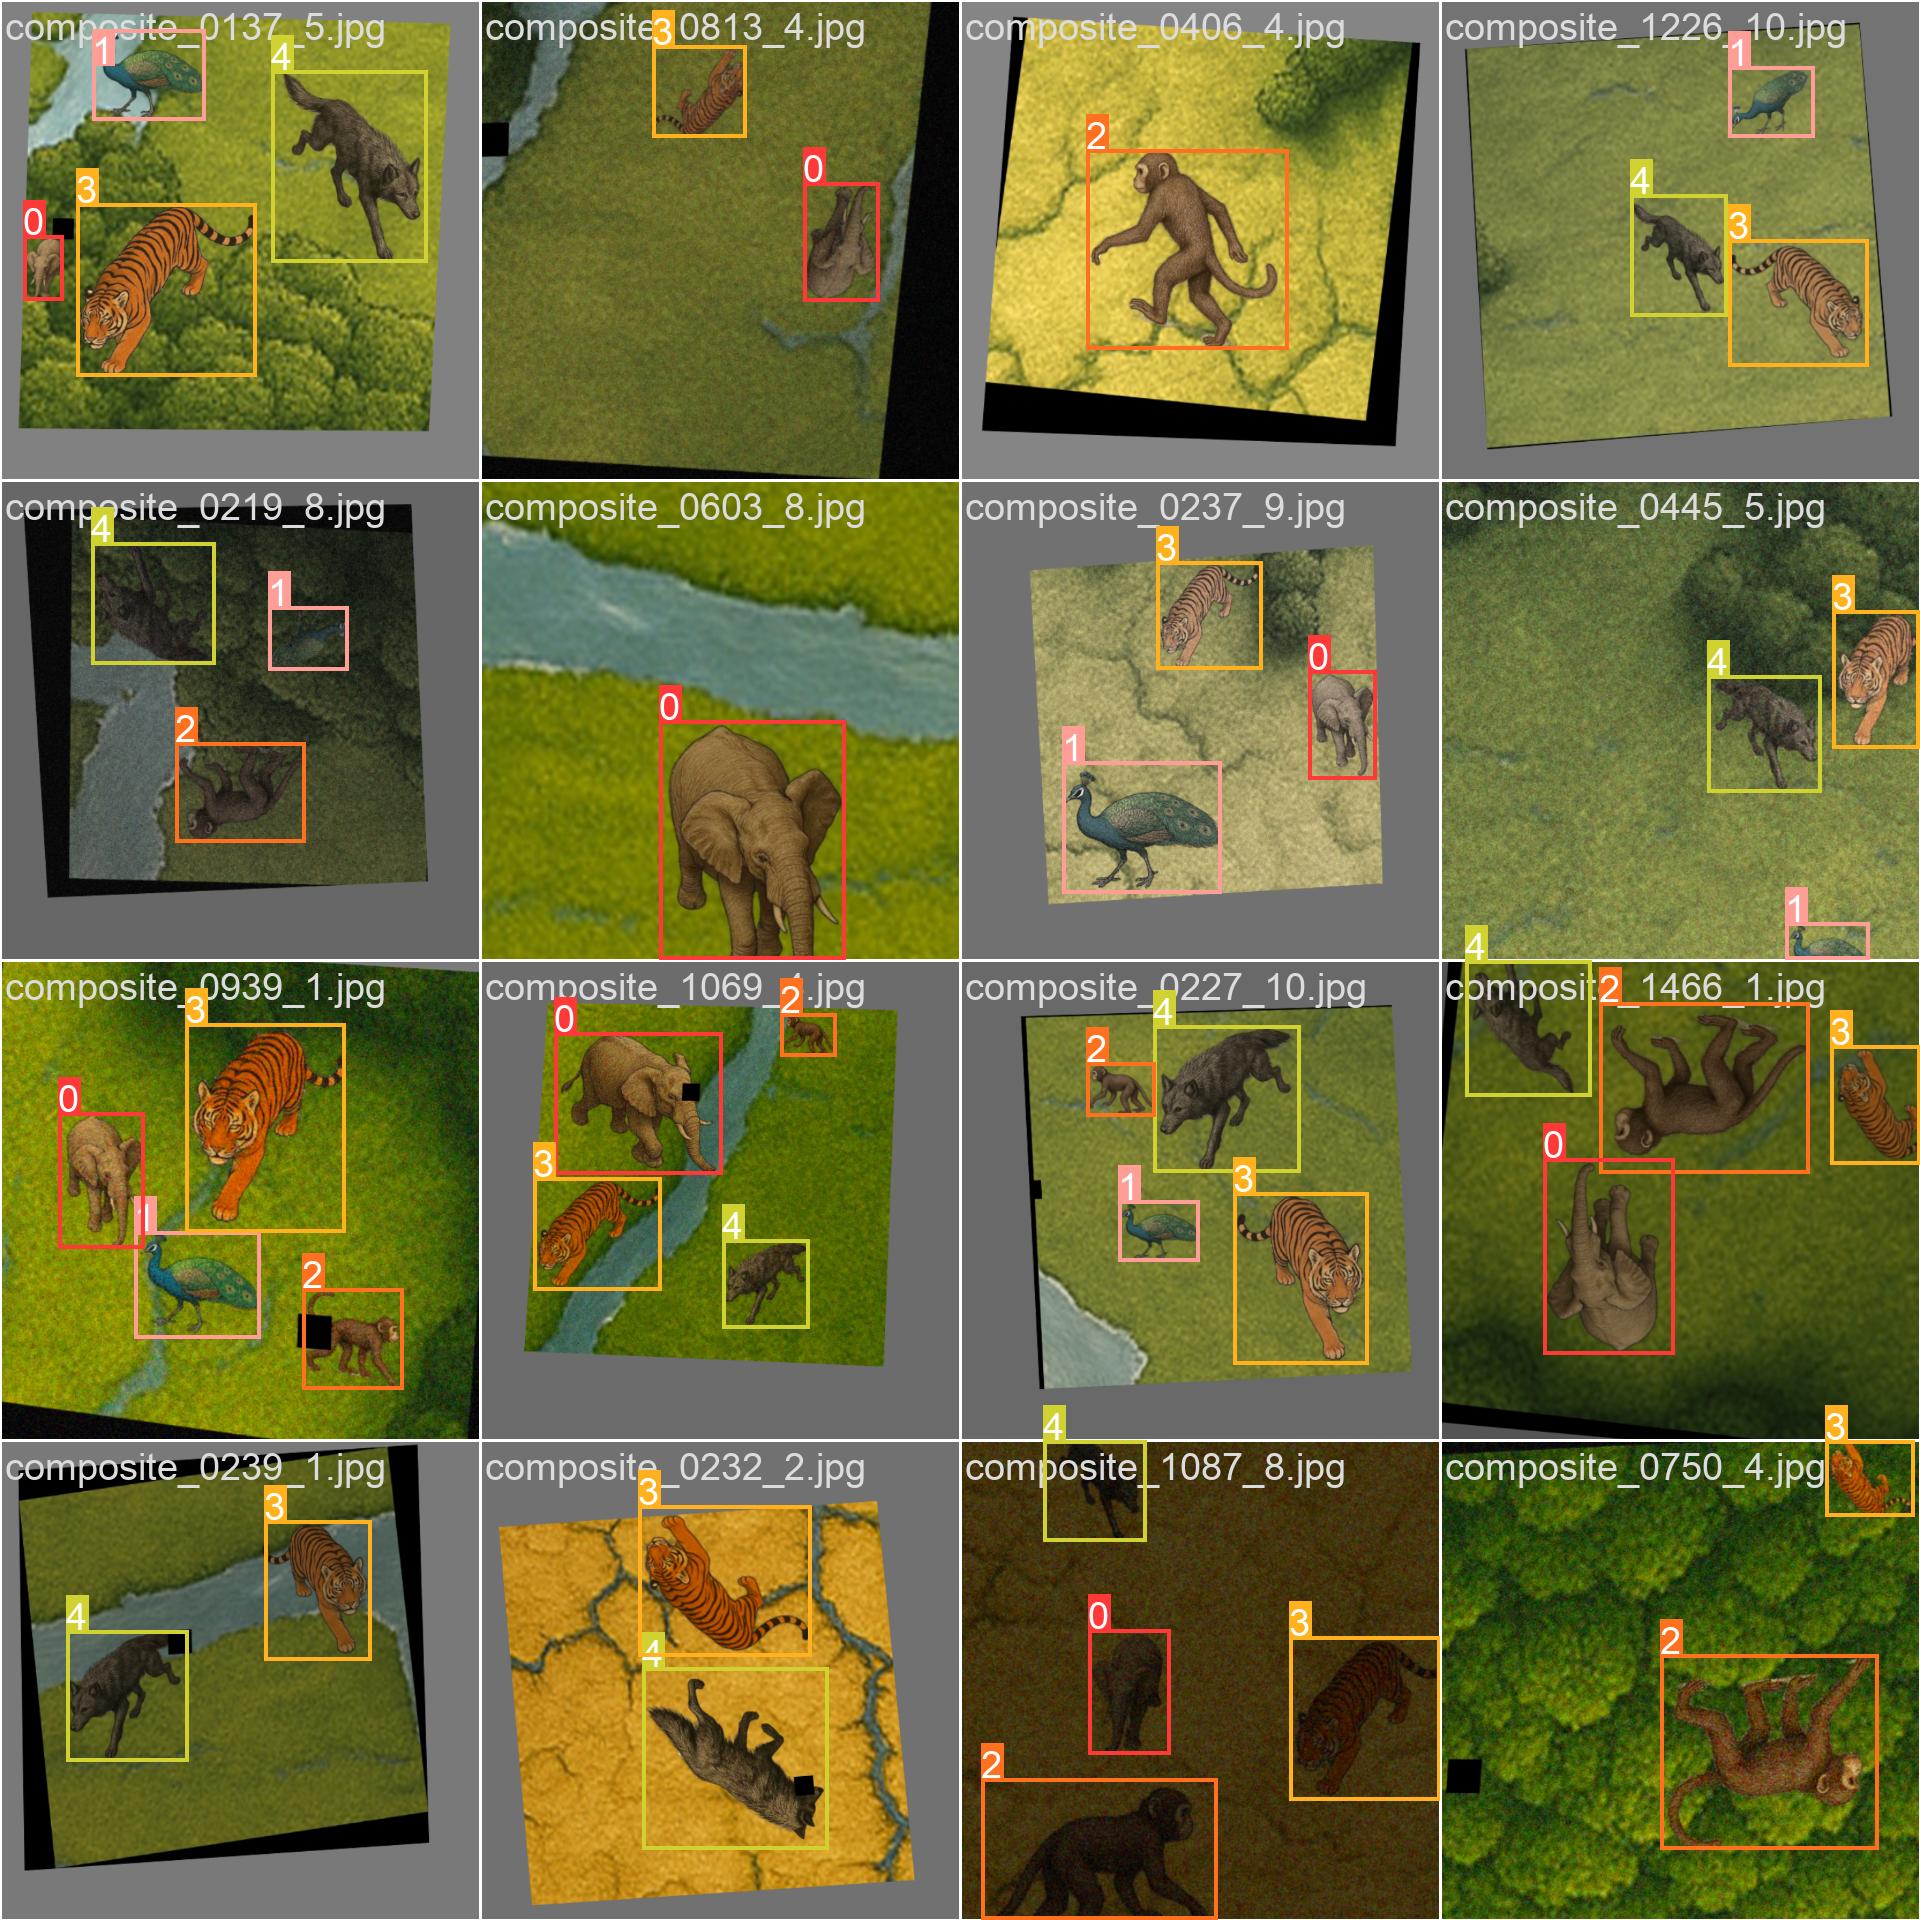 composite_0137_5.jpg
1
4
3
0
composite_0813_4.jpg
3
0
composite_0406_4.jpg
2
composite_1226_10.jpg
1
4
3
composite_0219_8.jpg
4
1
2
composite_0603_8.jpg
0
composite_0237_9.jpg
3
0
1
composite_0445_5.jpg
3
4
1
4
composite_0939_1.jpg
3
0
1
2
composite_1069_4.jpg
2
0
3
4
composite_0227_10.jpg
4
2
1
3
composite_1466_1.jpg
2
3
0
composite_0239_1.jpg
3
4
composite_0232_2.jpg
3
4
composite_1087_8.jpg
4
0
3
2
composite_0750_4.jpg
3
2